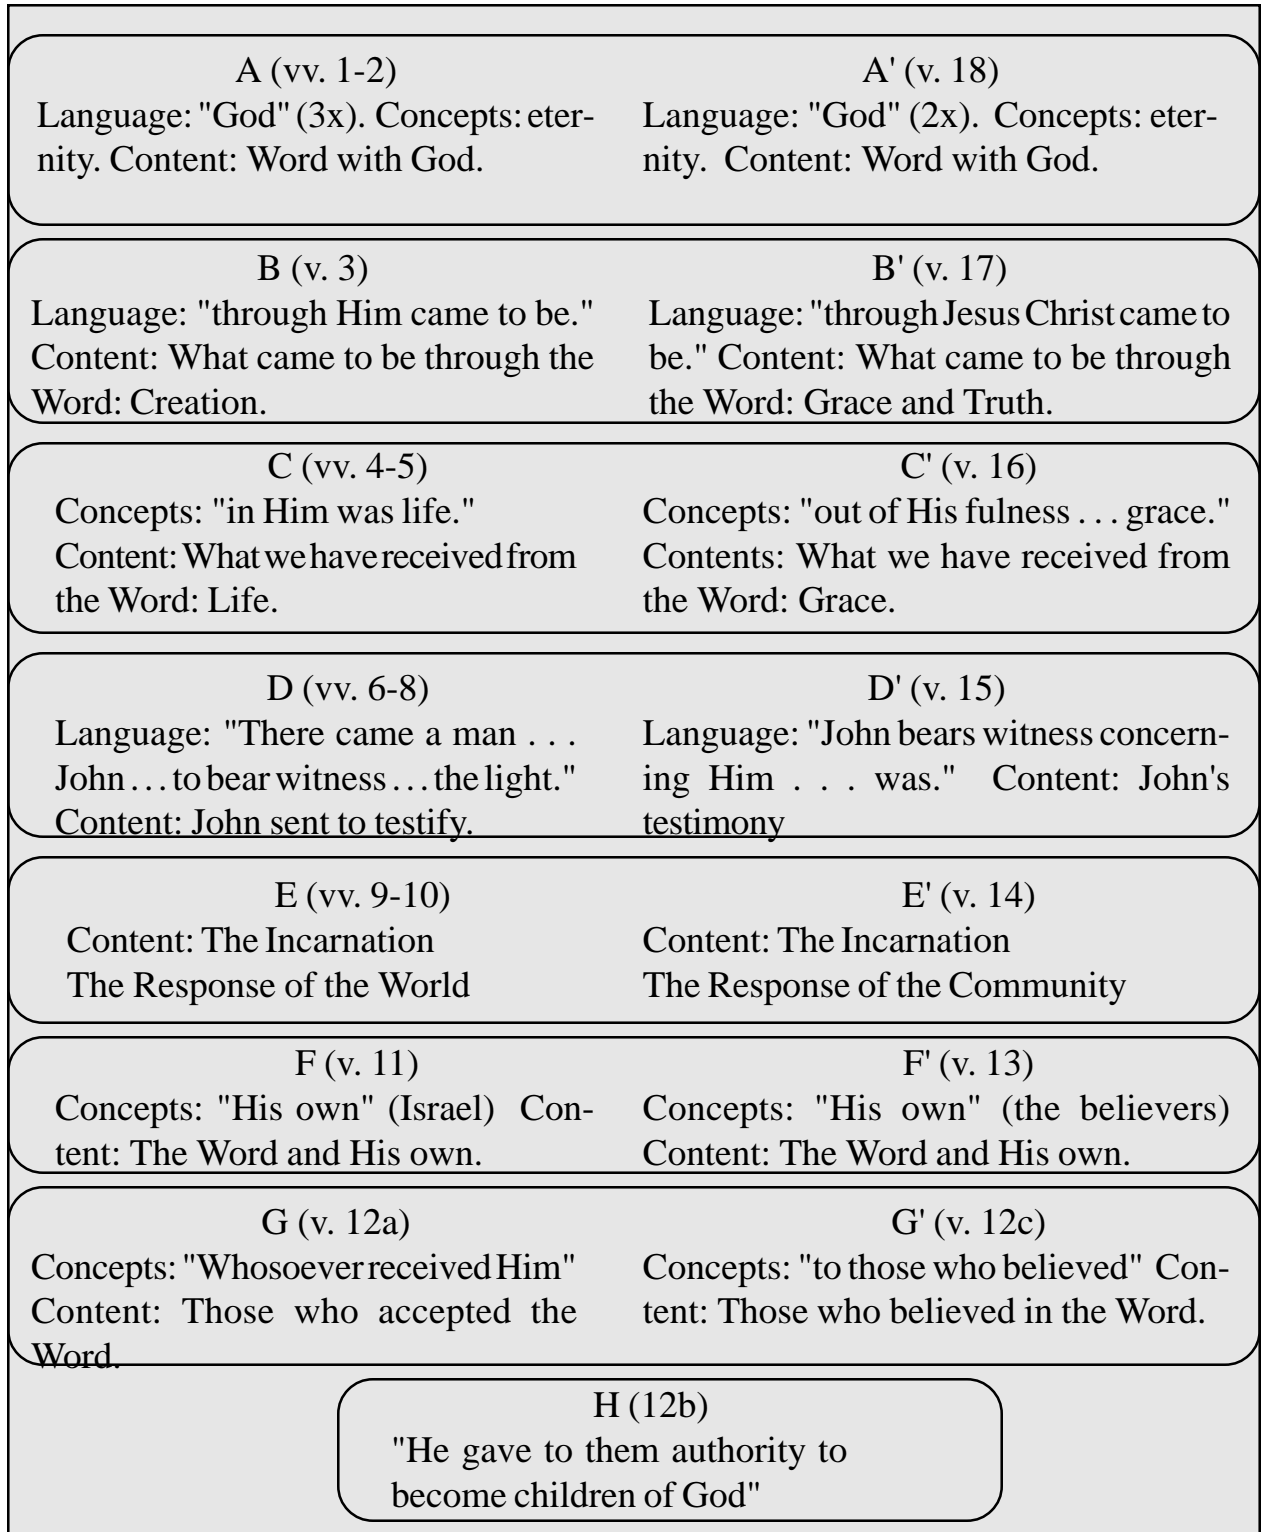 A (vv. 1-2)
Language: "God" (3x). Concepts: eter-
nity. Content: Word with God.
A' (v. 18)
Language: "God" (2x). Concepts: eter-
nity. Content: Word with God.
B (v. 3)
Language: "through Him came to be."
Content: What came to be through the
Word: Creation.
B' (v. 17)
Language: "through Jesus Christ came to
be." Content: What came to be through
the Word: Grace and Truth.
C (vv. 4-5)
Concepts: "in Him was life."
Content: What we have received from
the Word: Life.
C' (v. 16)
Concepts: "out of His fulness . . . grace."
Contents: What we have received from
the Word: Grace.
D (vv. 6-8)
Language: "There came a man . . .
John . . . to bear witness . . . the light."
Content: John sent to testify.
D' (v. 15)
Language: "John bears witness concern-
ing Him . . . was." Content: John's
testimony
E (vv. 9-10)
Content: The Incarnation
The Response of the World
E' (v. 14)
Content: The Incarnation
The Response of the Community
F (v. 11)
Concepts: "His own" (Israel) Con-
tent: The Word and His own.
F' (v. 13)
Concepts: "His own" (the believers)
Content: The Word and His own.
G (v. 12a)
Concepts: "Whosoever received Him"
Content: Those who accepted the
Word.
G' (v. 12c)
Concepts: "to those who believed" Con-
tent: Those who believed in the Word.
H (12b)
"He gave to them authority to
become children of God"